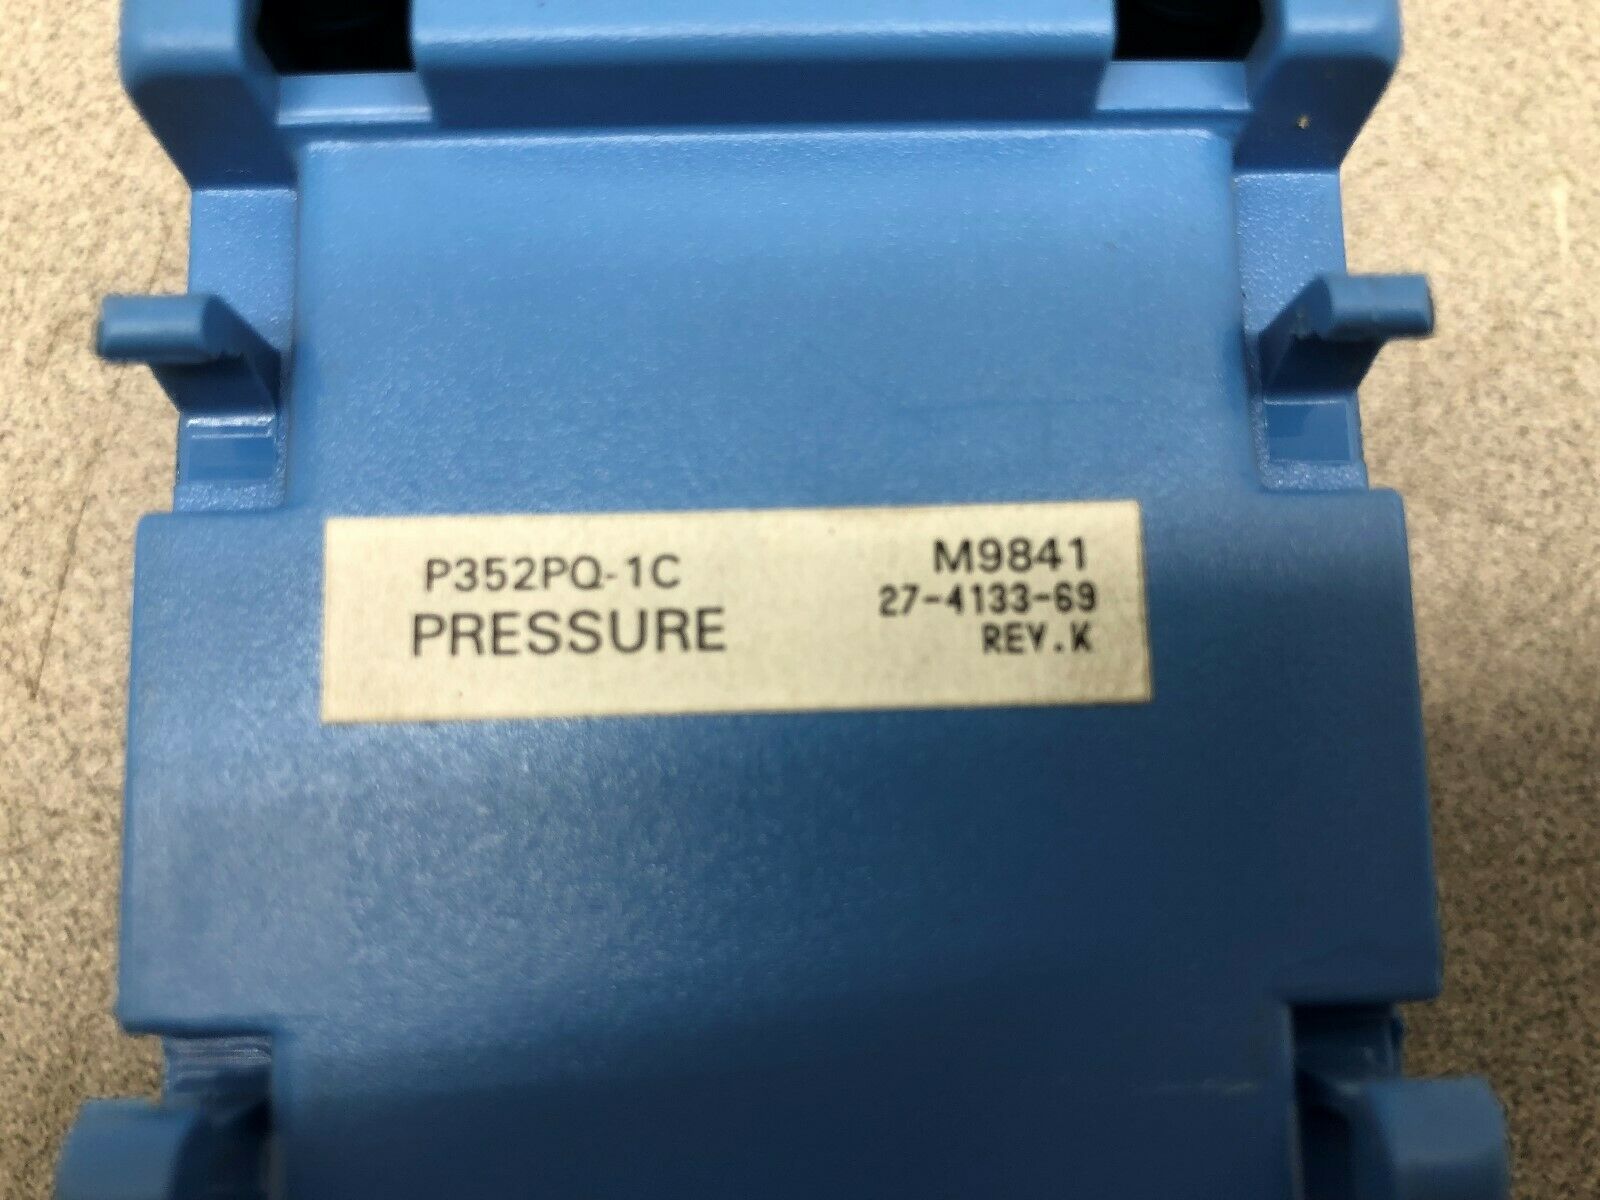 P352PQ-1C
PRESSURE
M9841
27-4133-69
REV.K